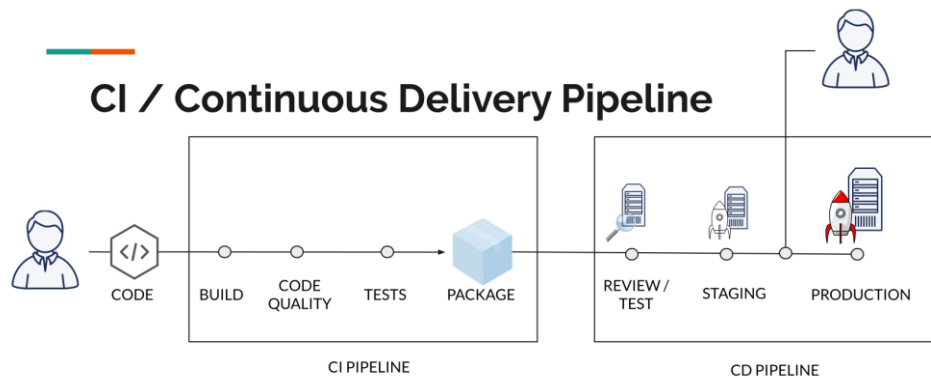 CI / Continuous Delivery Pipeline
</>
CODE
BUILD
CODE
QUALITY
TESTS
PACKAGE
REVIEW /
TEST
STAGING
PRODUCTION
CI PIPELINE
CD PIPELINE